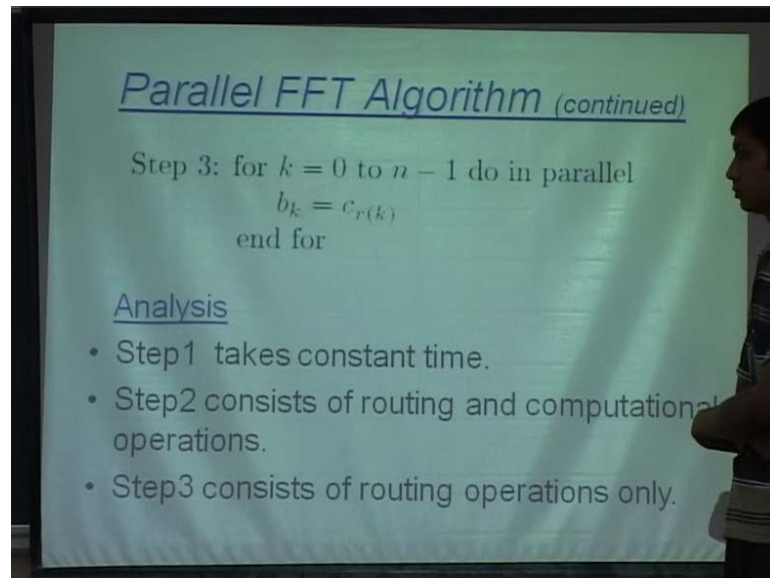 Parallel FFT Algorithm (continued)
Step 3: for k = 0 to n − 1 do in parallel
b_k = c_{r(k)}
end for
Analysis
• Step1 takes constant time.
• Step2 consists of routing and computational
operations.
• Step3 consists of routing operations only.